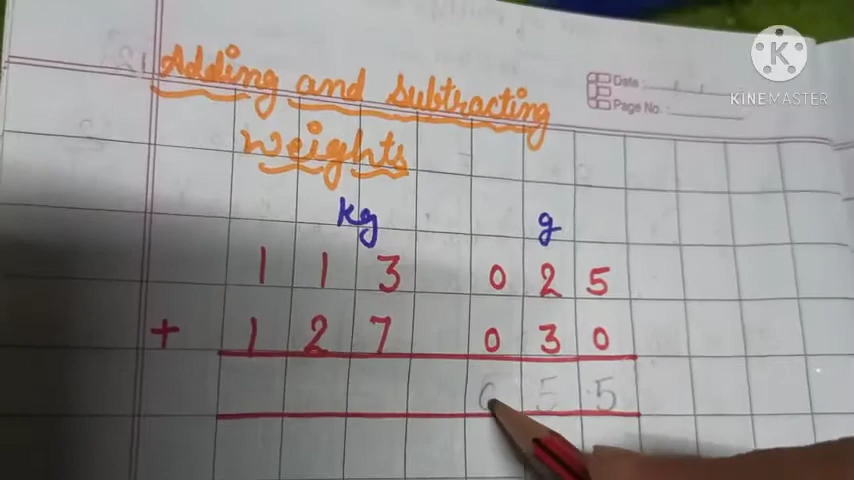 Adding and subtracting
Weights
Date :
Page No. :
K
KINEMASTER
kg g
1 1 3 0 2 5
+ 1 2 7 0 3 0
0 5 5